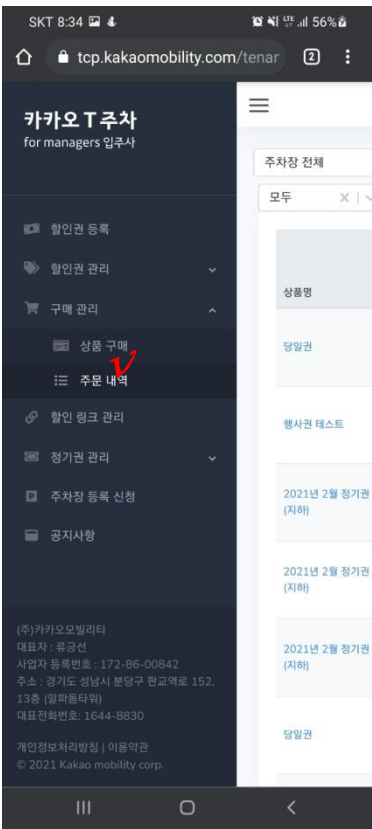 SKT 8:34
LTE 56%
tcp.kakaomobility.com/tenar
2
카카오 T 주차
for managers 입주사
할인권 등록
할인권 관리
구매 관리
상품 구매
주문 내역
할인 링크 관리
정기권 관리
주차장 등록 신청
공지사항
(주)카카오모빌리티
대표자 : 류긍선
사업자 등록번호 : 172-86-00842
주소 : 경기도 성남시 분당구 판교역로 152,
13층 (알파돔타워)
대표전화번호: 1644-8830
개인정보처리방침 | 이용약관
© 2021 Kakao mobility corp.
주차장 전체
모두
상품명
당일권
행사권 테스트
2021년 2월 정기권
(지하)
2021년 2월 정기권
(지하)
2021년 2월 정기권
(지하)
당일권